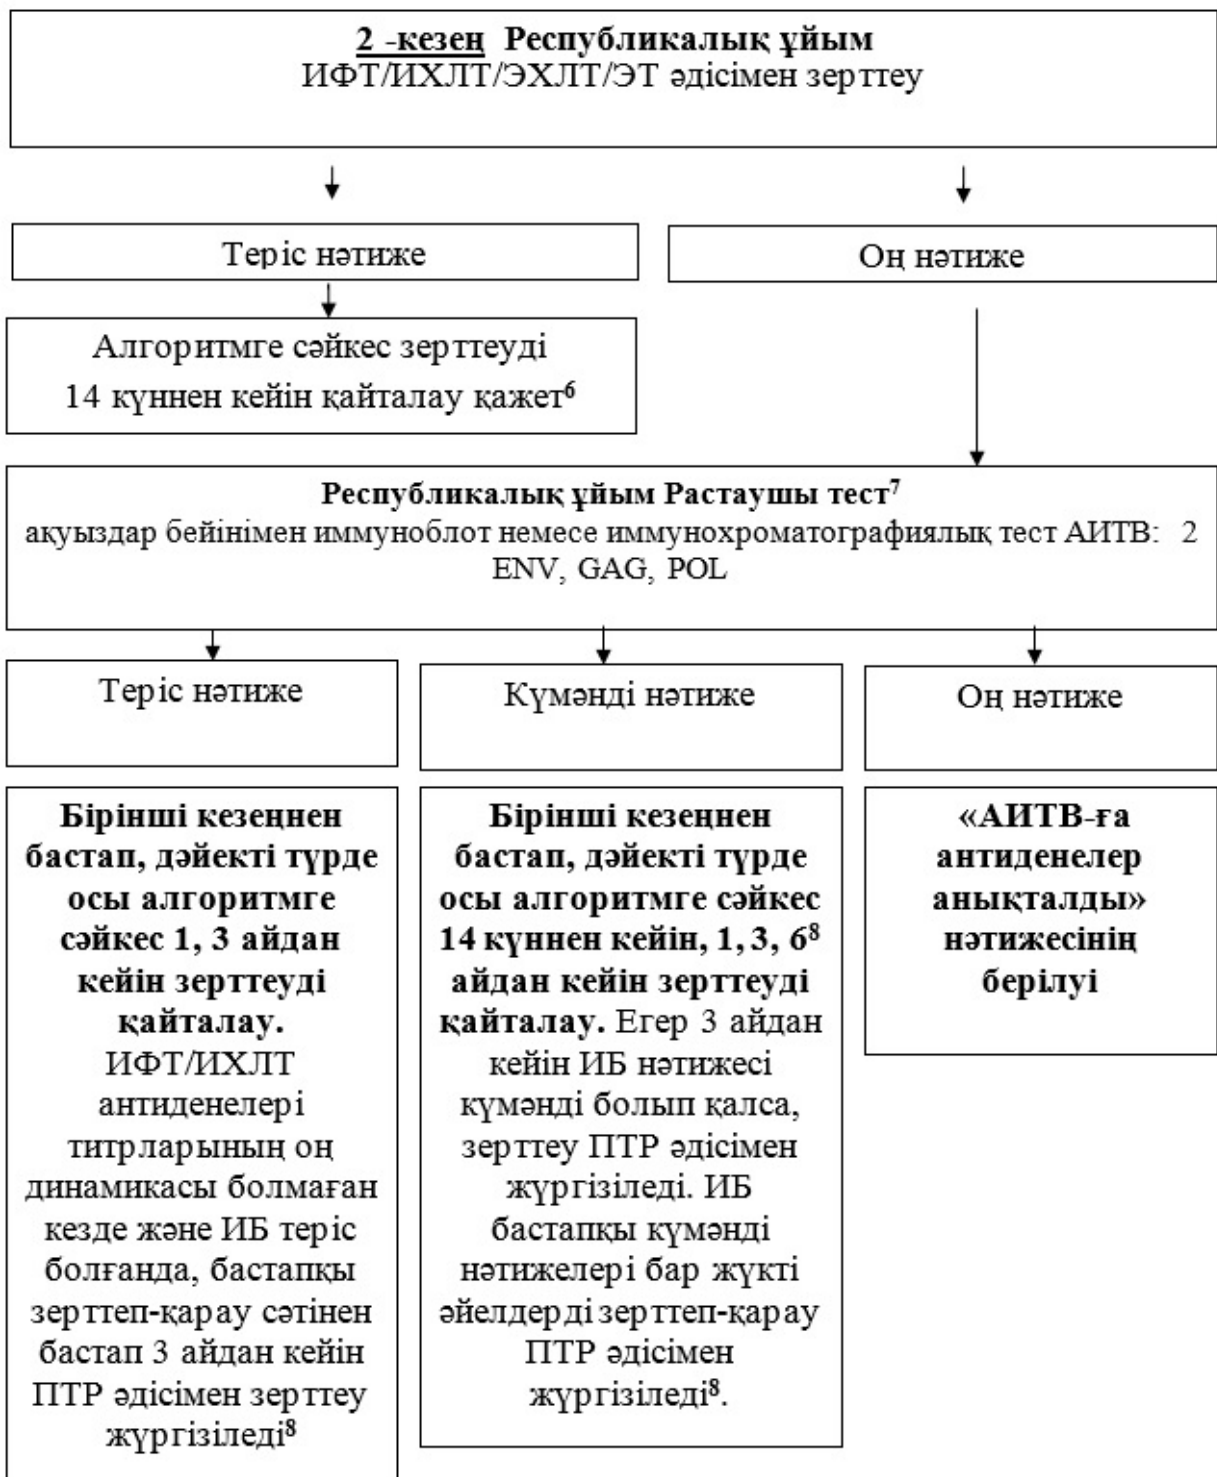 2 -кезең Республикалық ұйым
ИФТ/ИХЛТ/ЭХЛТ/ЭТ әдісімен зерттеу
Теріс нәтиже
Оң нәтиже
Алгоритмге сәйкес зерттеуді
14 күннен кейін қайталау қажет⁶
Республикалық ұйым Растаушы тест⁷
ақуыздар бейінімен иммуноблот немесе иммунохроматографиялық тест АИТВ: 2
ENV, GAG, POL
Теріс нәтиже
Күмәнді нәтиже
Оң нәтиже
Бірінші кезеңнен
бастап, дәйекті түрде
осы алгоритмге
сәйкес 1, 3 айдан
кейін зерттеуді
қайталау.
ИФТ/ИХЛТ
антиденелері
титрларының оң
динамикасы болмаған
кезде және ИБ теріс
болғанда, бастапқы
зерттеп-қарау сәтінен
бастап 3 айдан кейін
ПТР әдісімен зерттеу
жүргізіледі⁸
Бірінші кезеңнен
бастап, дәйекті түрде
осы алгоритмге сәйкес
14 күннен кейін, 1, 3, 6⁸
айдан кейін зерттеуді
қайталау. Егер 3 айдан
кейін ИБ нәтижесі
күмәнді болып қалса,
зерттеу ПТР әдісімен
жүргізіледі. ИБ
бастапқы күмәнді
нәтижелері бар жүкті
әйелдерді зерттеп-қарау
ПТР әдісімен
жүргізіледі⁸.
«АИТВ-ға
антиденелер
анықталды»
нәтижесінің
берілуі